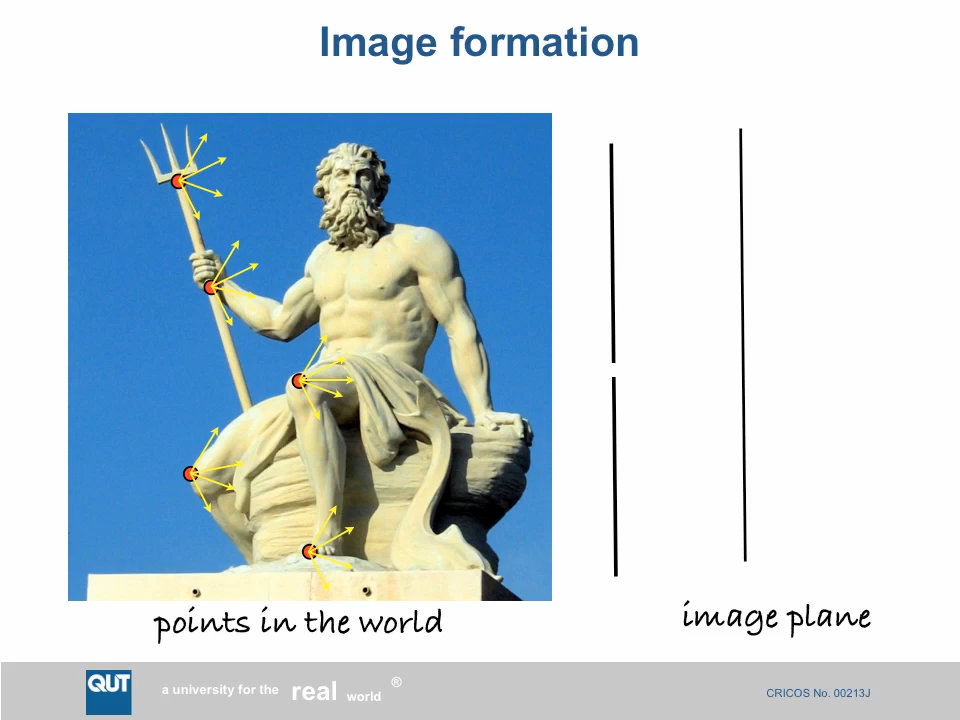 Image formation
points in the world
image plane
QUT
a university for the real world ®
CRICOS No. 00213J